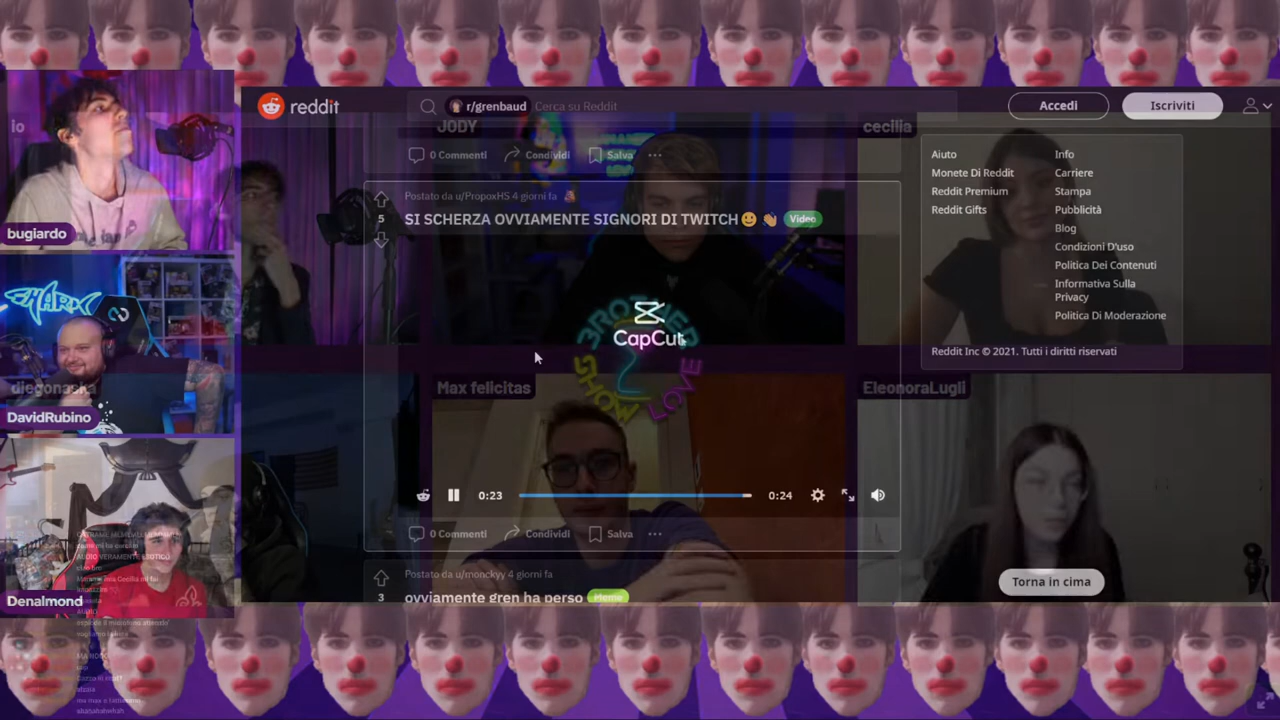 reddit
r/grenbaud Cerca su Reddit
Accedi
Iscriviti
io
JODY
cecilia
0 Commenti Condividi Salva
Aiuto
Monete Di Reddit
Reddit Premium
Reddit Gifts
Info
Carriere
Stampa
Pubblicità
Blog
Condizioni D'uso
Politica Dei Contenuti
Informativa Sulla
Privacy
Politica Di Moderazione
Reddit Inc © 2021. Tutti i diritti riservati
Postato da u/PropoxHS 4 giorni fa
5
SI SCHERZA OVVIAMENTE SIGNORI DI TWITCH Video
bugiardo
BROTHER
SHOW LOVE
CapCut
diegonaska
Max felicitas
EleonoraLugli
DavidRubino
0:23
0:24
0 Commenti Condividi Salva
Postato da u/monckyy 4 giorni fa
3
ovviamente gren ha perso Meme
Torna in cima
Denalmond